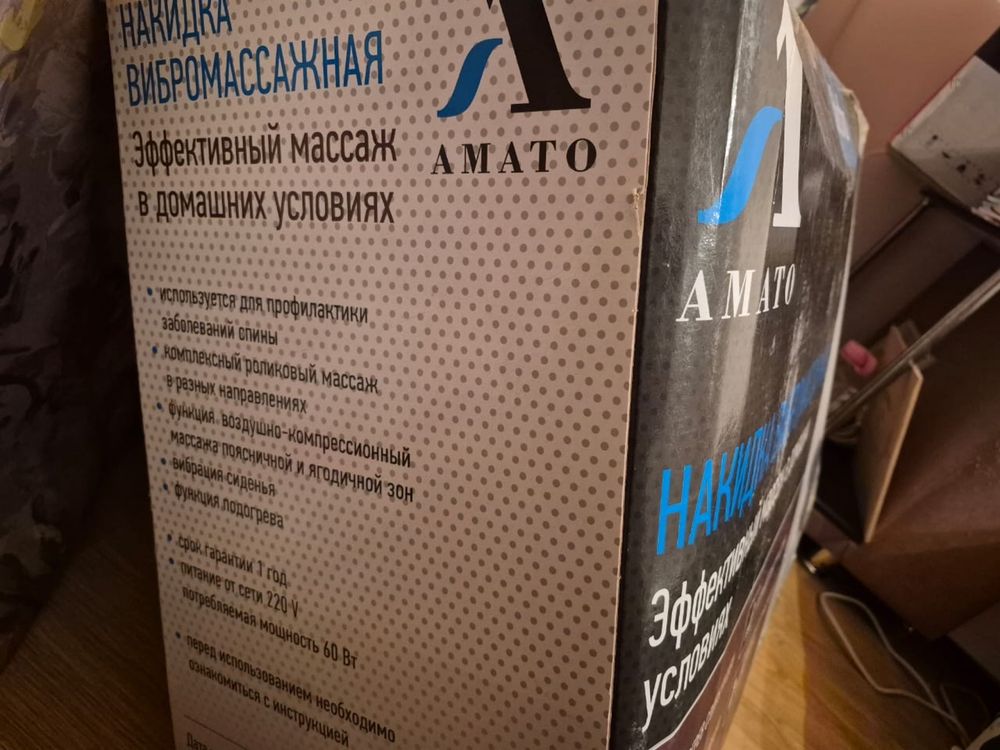 НАКИДКА
ВИБРОМАССАЖНАЯ
Эффективный массаж
в домашних условиях
АМАТО
• используется для профилактики
заболеваний спины
• комплексный роликовый массаж
в разных направлениях
• функция воздушно-компрессионный
массажа поясничной и ягодичной зон
• вибрация сиденья
• функция подогрева
• срок гарантии 1 год
• питание от сети 220 V
потребляемая мощность 60 Вт
• перед использованием необходимо
ознакомиться с инструкцией
АМАТО
НАКИДКА
Эффективный
условиях